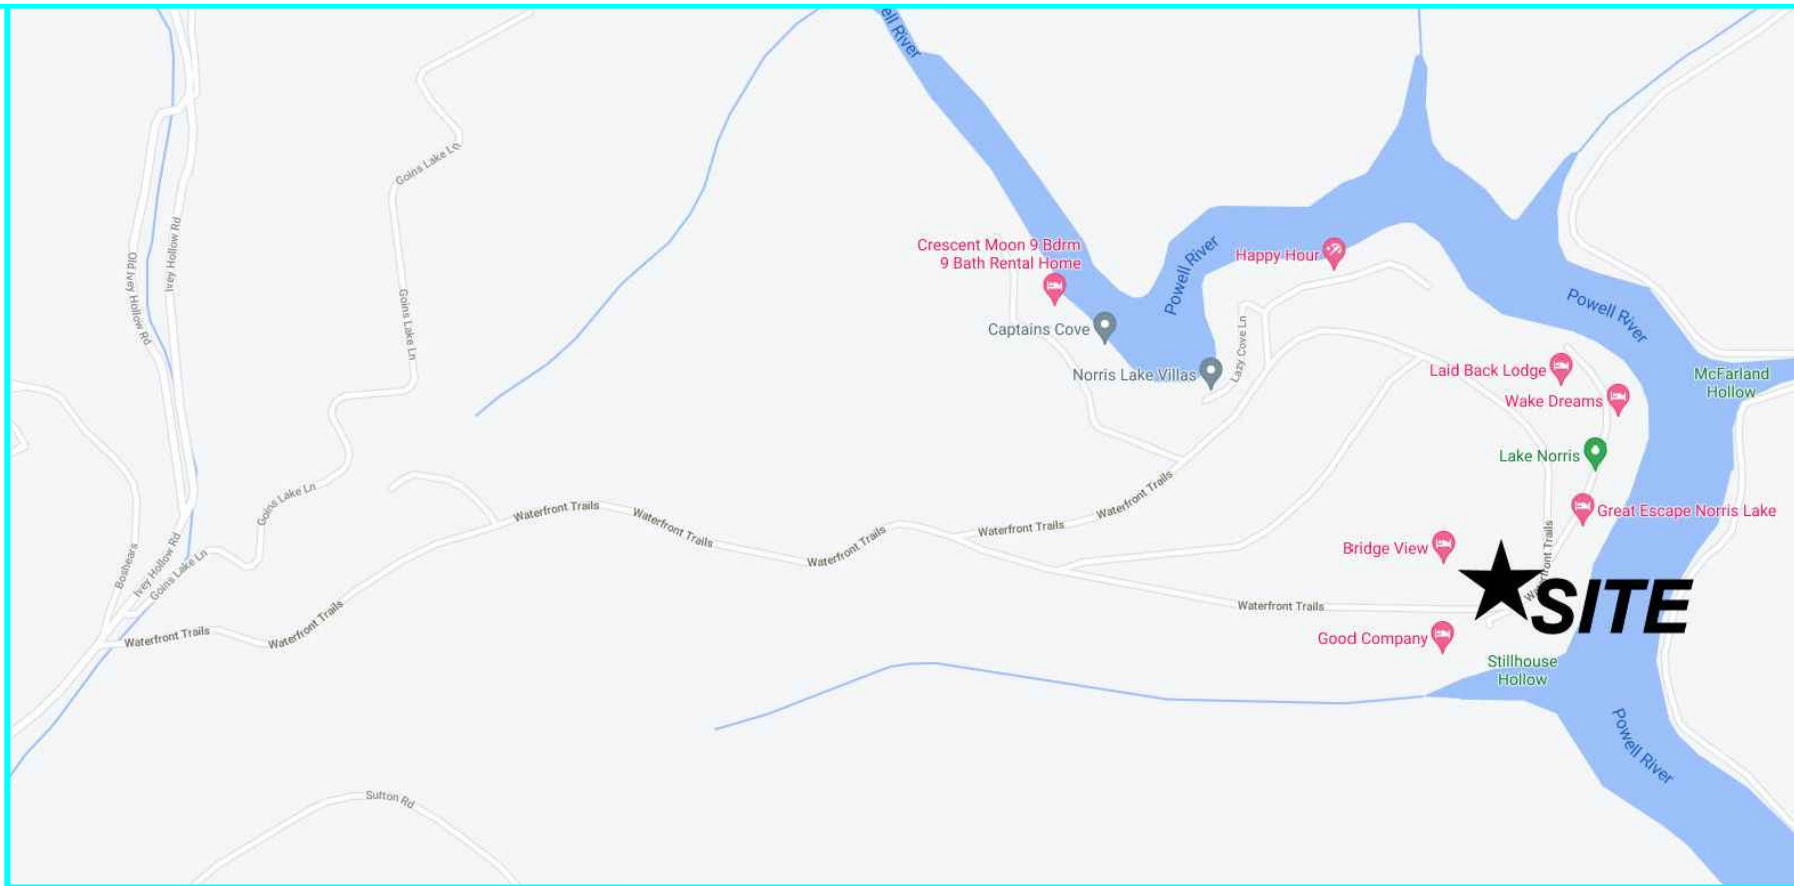 ell River
Goins Lake Ln
Ivey Hollow Rd
Old Ivey Hollow Rd
Goins Lake Ln
Crescent Moon 9 Bdrm
9 Bath Rental Home
Powell River
Happy Hour
Powell River
Captains Cove
Lazy Cove Ln
Norris Lake Villas
Laid Back Lodge
McFarland
Hollow
Wake Dreams
Lake Norris
Goins Lake Ln
Waterfront Trails
Waterfront Trails
Waterfront Trails
Waterfront Trails
Waterfront Trails
Great Escape Norris Lake
Boshears
Ivey Hollow Rd
Goins Lake Ln
Bridge View
Waterfront Trails
Waterfront Trails
SITE
Waterfront Trails
Waterfront Trails
Waterfront Trails
Good Company
Stillhouse
Hollow
Powell River
Sutton Rd